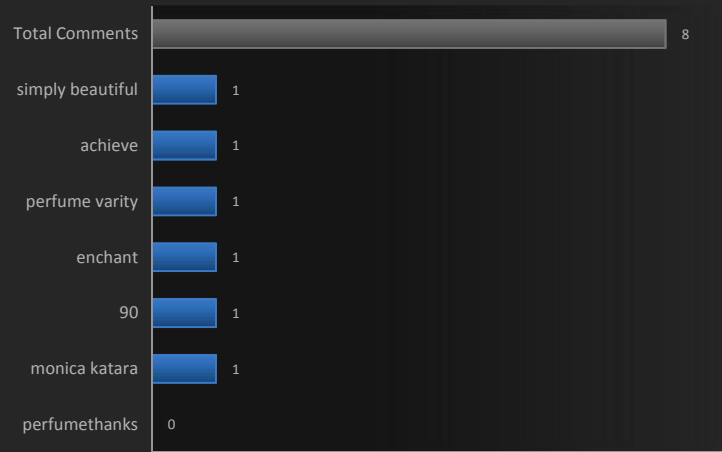 Total Comments 8
simply beautiful 1
achieve 1
perfume varity 1
enchant 1
90 1
monica katara 1
perfumethanks 0